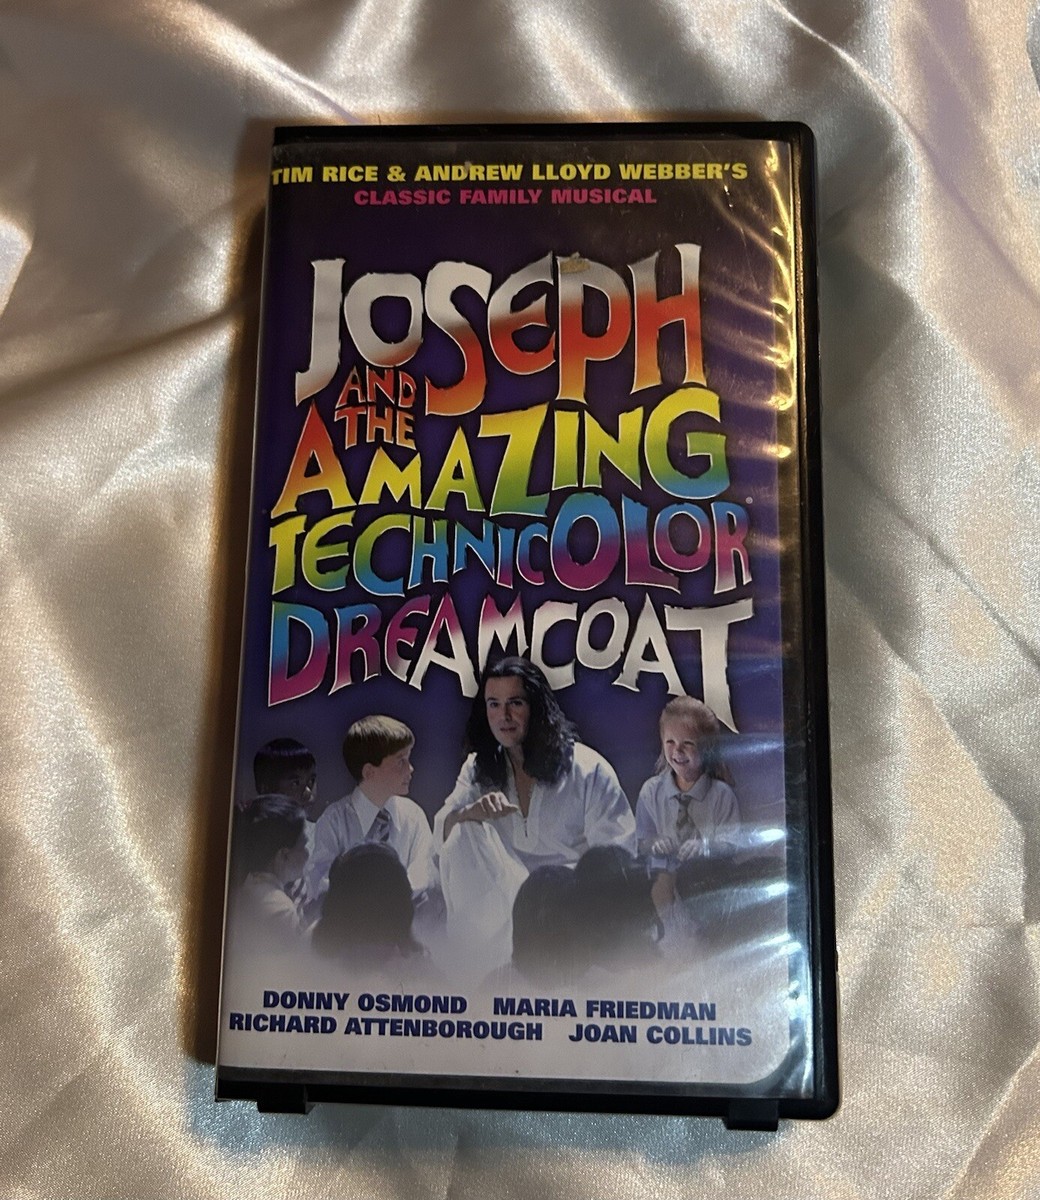 TIM RICE & ANDREW LLOYD WEBBER'S
CLASSIC FAMILY MUSICAL
JOSEPH
AND THE
AMAZING
TECHNICOLOR
DREAMCOAT
DONNY OSMOND MARIA FRIEDMAN
RICHARD ATTENBOROUGH JOAN COLLINS